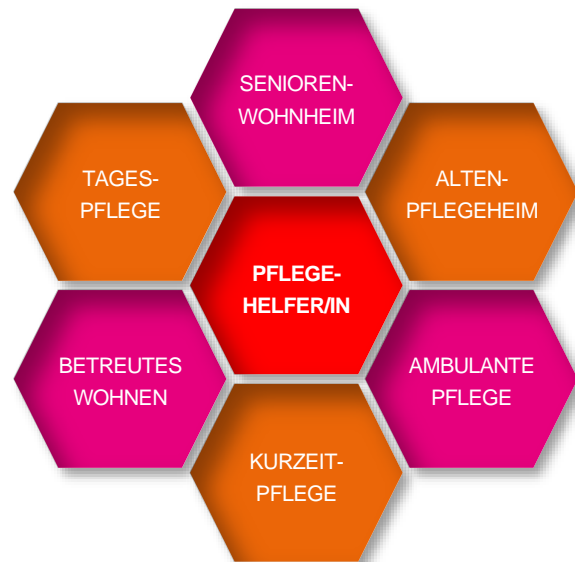 SENIOREN-
WOHNHEIM
TAGES-
PFLEGE
ALTEN-
PFLEGEHEIM
PFLEGE-
HELFER/IN
BETREUTES
WOHNEN
AMBULANTE
PFLEGE
KURZEIT-
PFLEGE